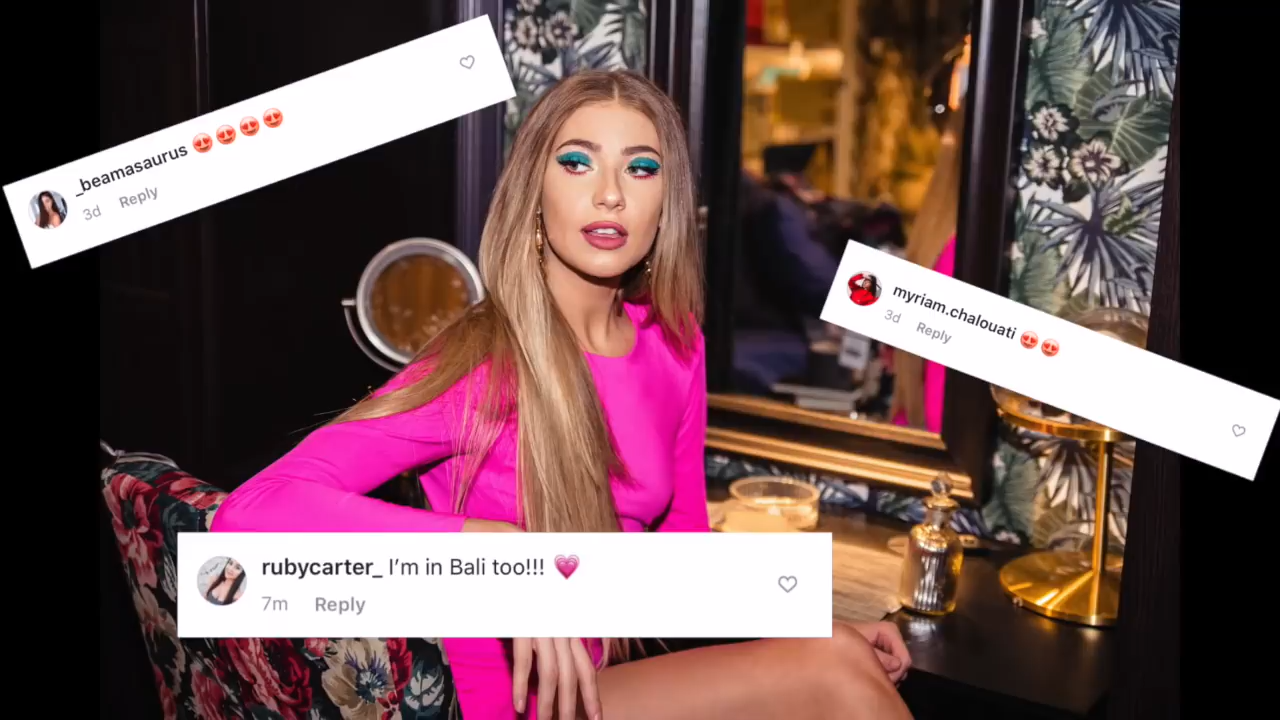 _beamasaurus 😍😍😍😍
3d Reply
myriam.chalouati 😍😍
3d Reply
rubycarter_ I'm in Bali too!!! 💗
7m Reply